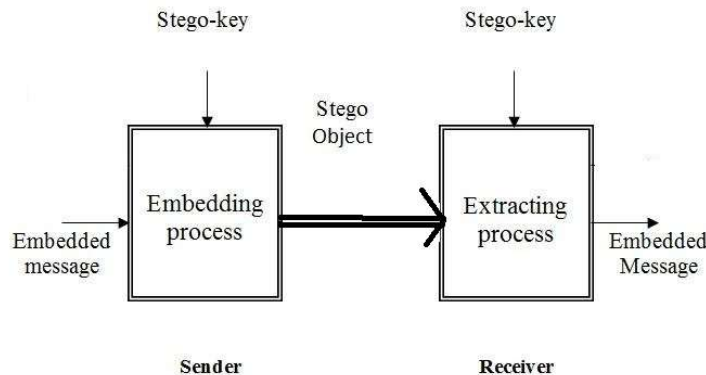 Stego-key
Stego-key
Stego
Object
Embedding
process
Extracting
process
Embedded
message
Embedded
Message
Sender
Receiver